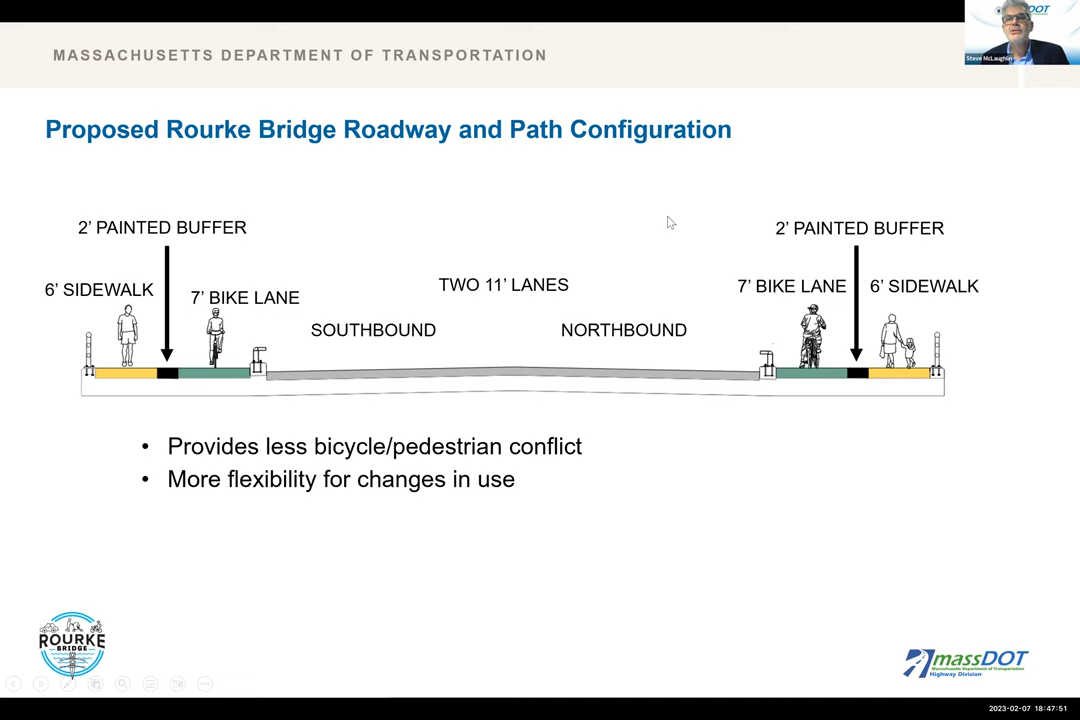 DOT
Steve McLaughlin
MASSACHUSETTS DEPARTMENT OF TRANSPORTATION
Proposed Rourke Bridge Roadway and Path Configuration
2’ PAINTED BUFFER
2’ PAINTED BUFFER
6’ SIDEWALK
7’ BIKE LANE
TWO 11’ LANES
7’ BIKE LANE
6’ SIDEWALK
SOUTHBOUND
NORTHBOUND
• Provides less bicycle/pedestrian conflict
• More flexibility for changes in use
ROURKE
BRIDGE
massDOT
Massachusetts Department of Transportation
Highway Division
2023-02-07 18:47:51